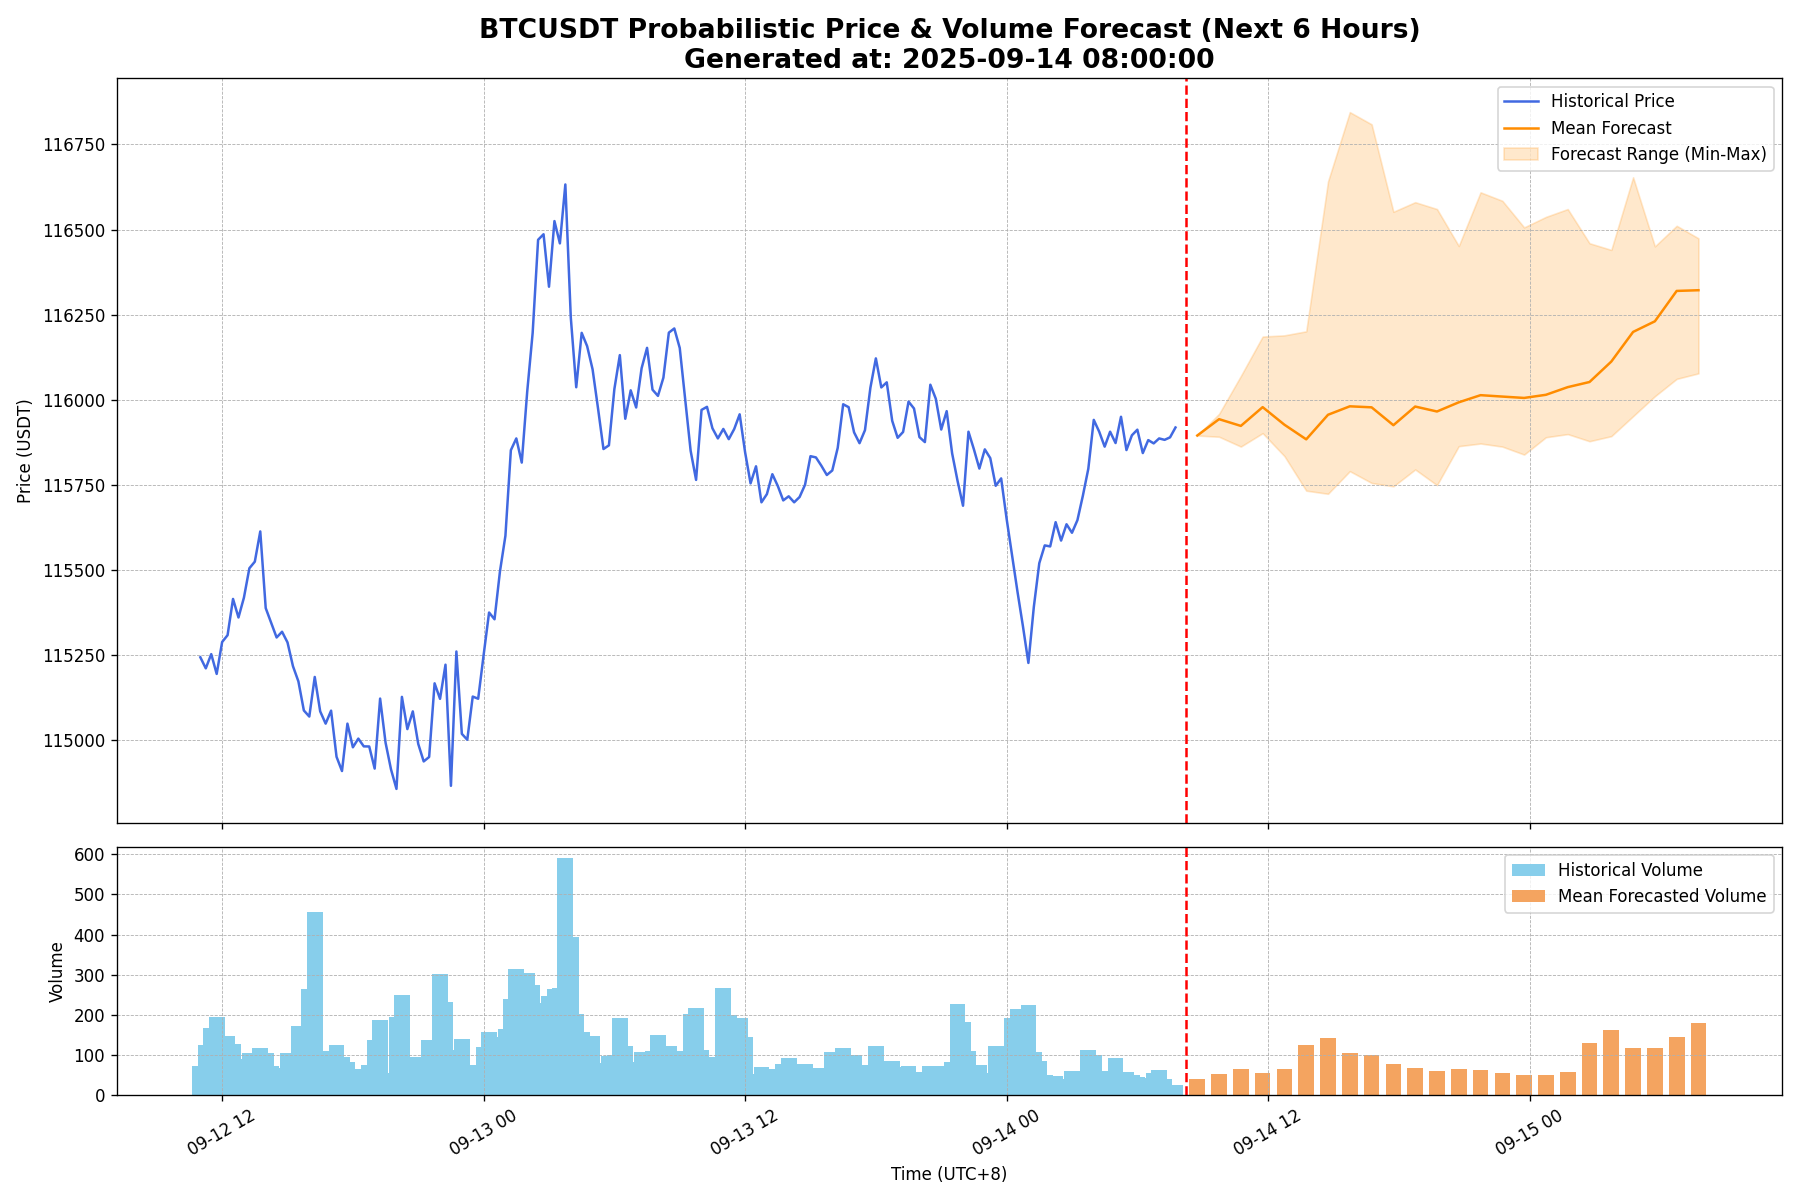 BTCUSDT Probabilistic Price & Volume Forecast (Next 6 Hours)
Generated at: 2025-09-14 08:00:00
Historical Price
Mean Forecast
Forecast Range (Min-Max)
116750
116500
116250
116000
115750
115500
115250
115000
Price (USDT)
Historical Volume
Mean Forecasted Volume
600
500
400
300
200
100
0
Volume
09-12 12
09-13 00
09-13 12
09-14 00
09-14 12
09-15 00
Time (UTC+8)